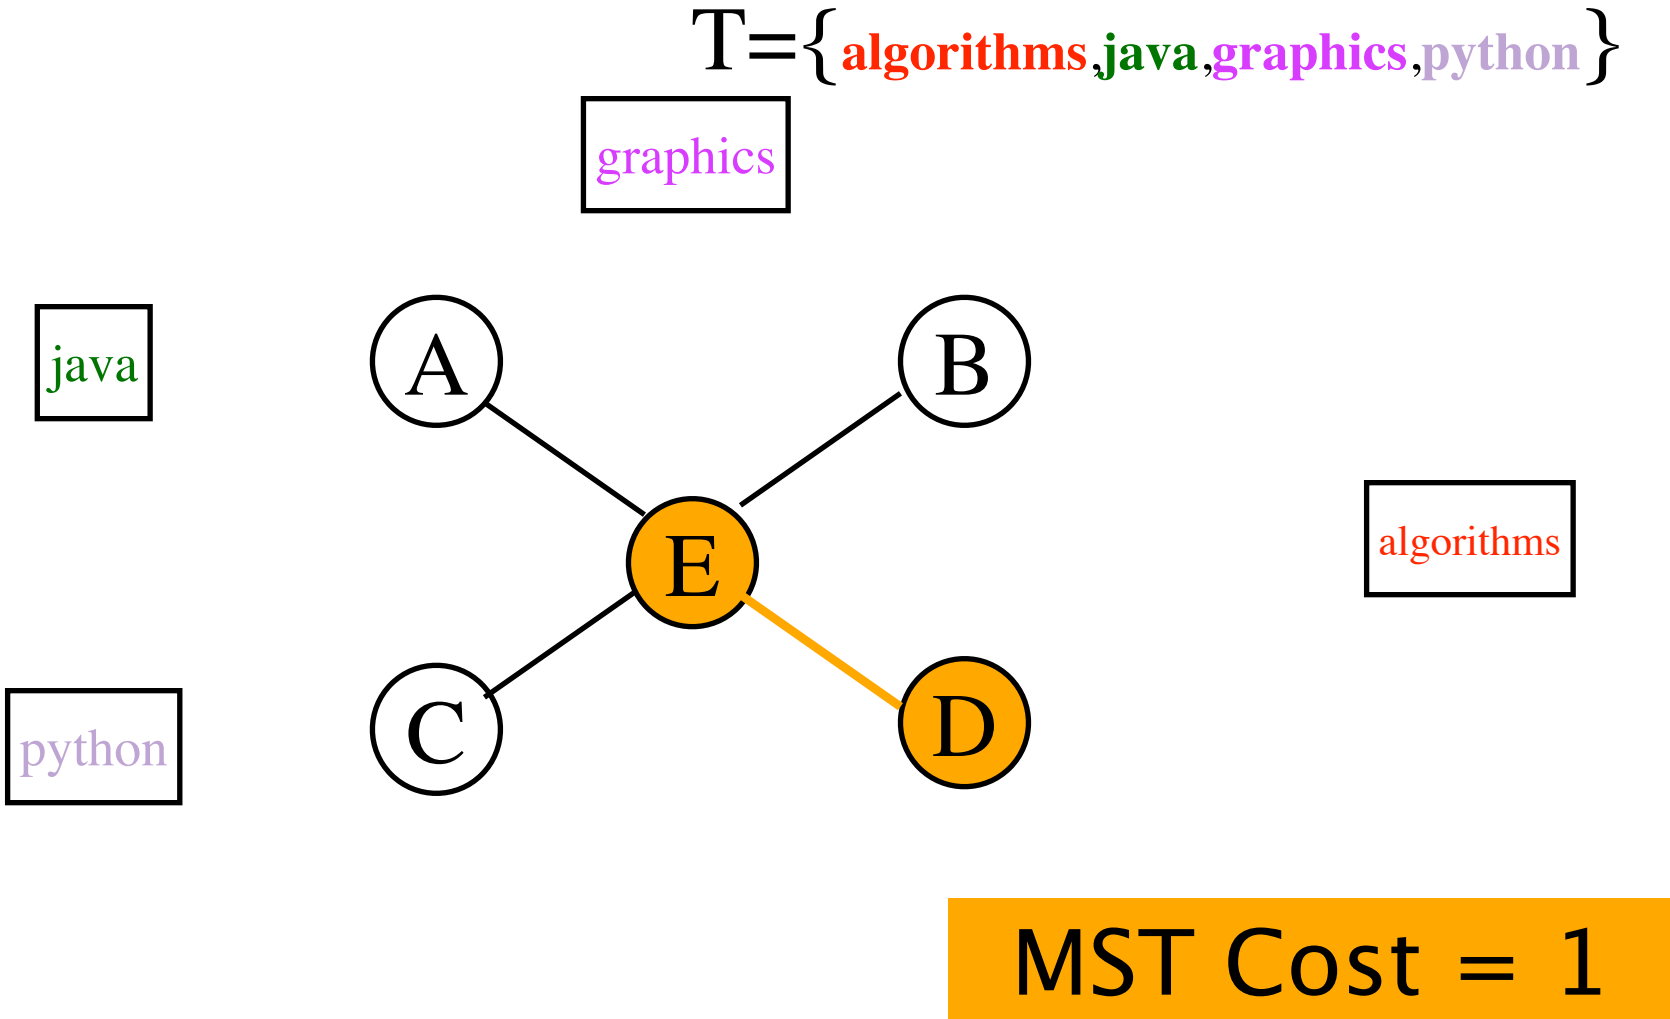 T={algorithms,java,graphics,python}
graphics
java
A
B
algorithms
E
python
C
D
MST Cost = 1